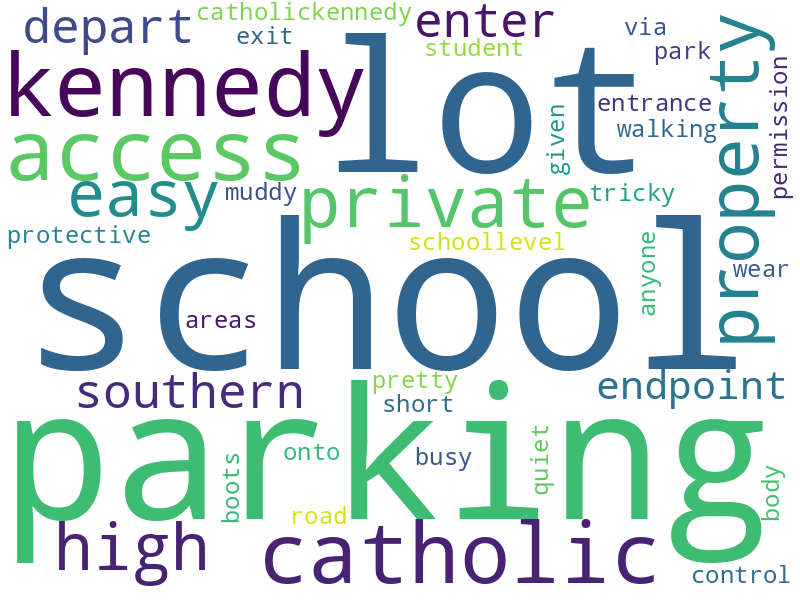 catholickennedy
depart
exit
enter
student
via
park
kennedy
lot
property
permission
entrance
given
walking
access
easy
muddy
private
tricky
protective
schoollevel
anyone
wear
school
areas
southern
pretty
short
endpoint
parking
boots
onto
busy
quiet
body
road
high
catholic
control